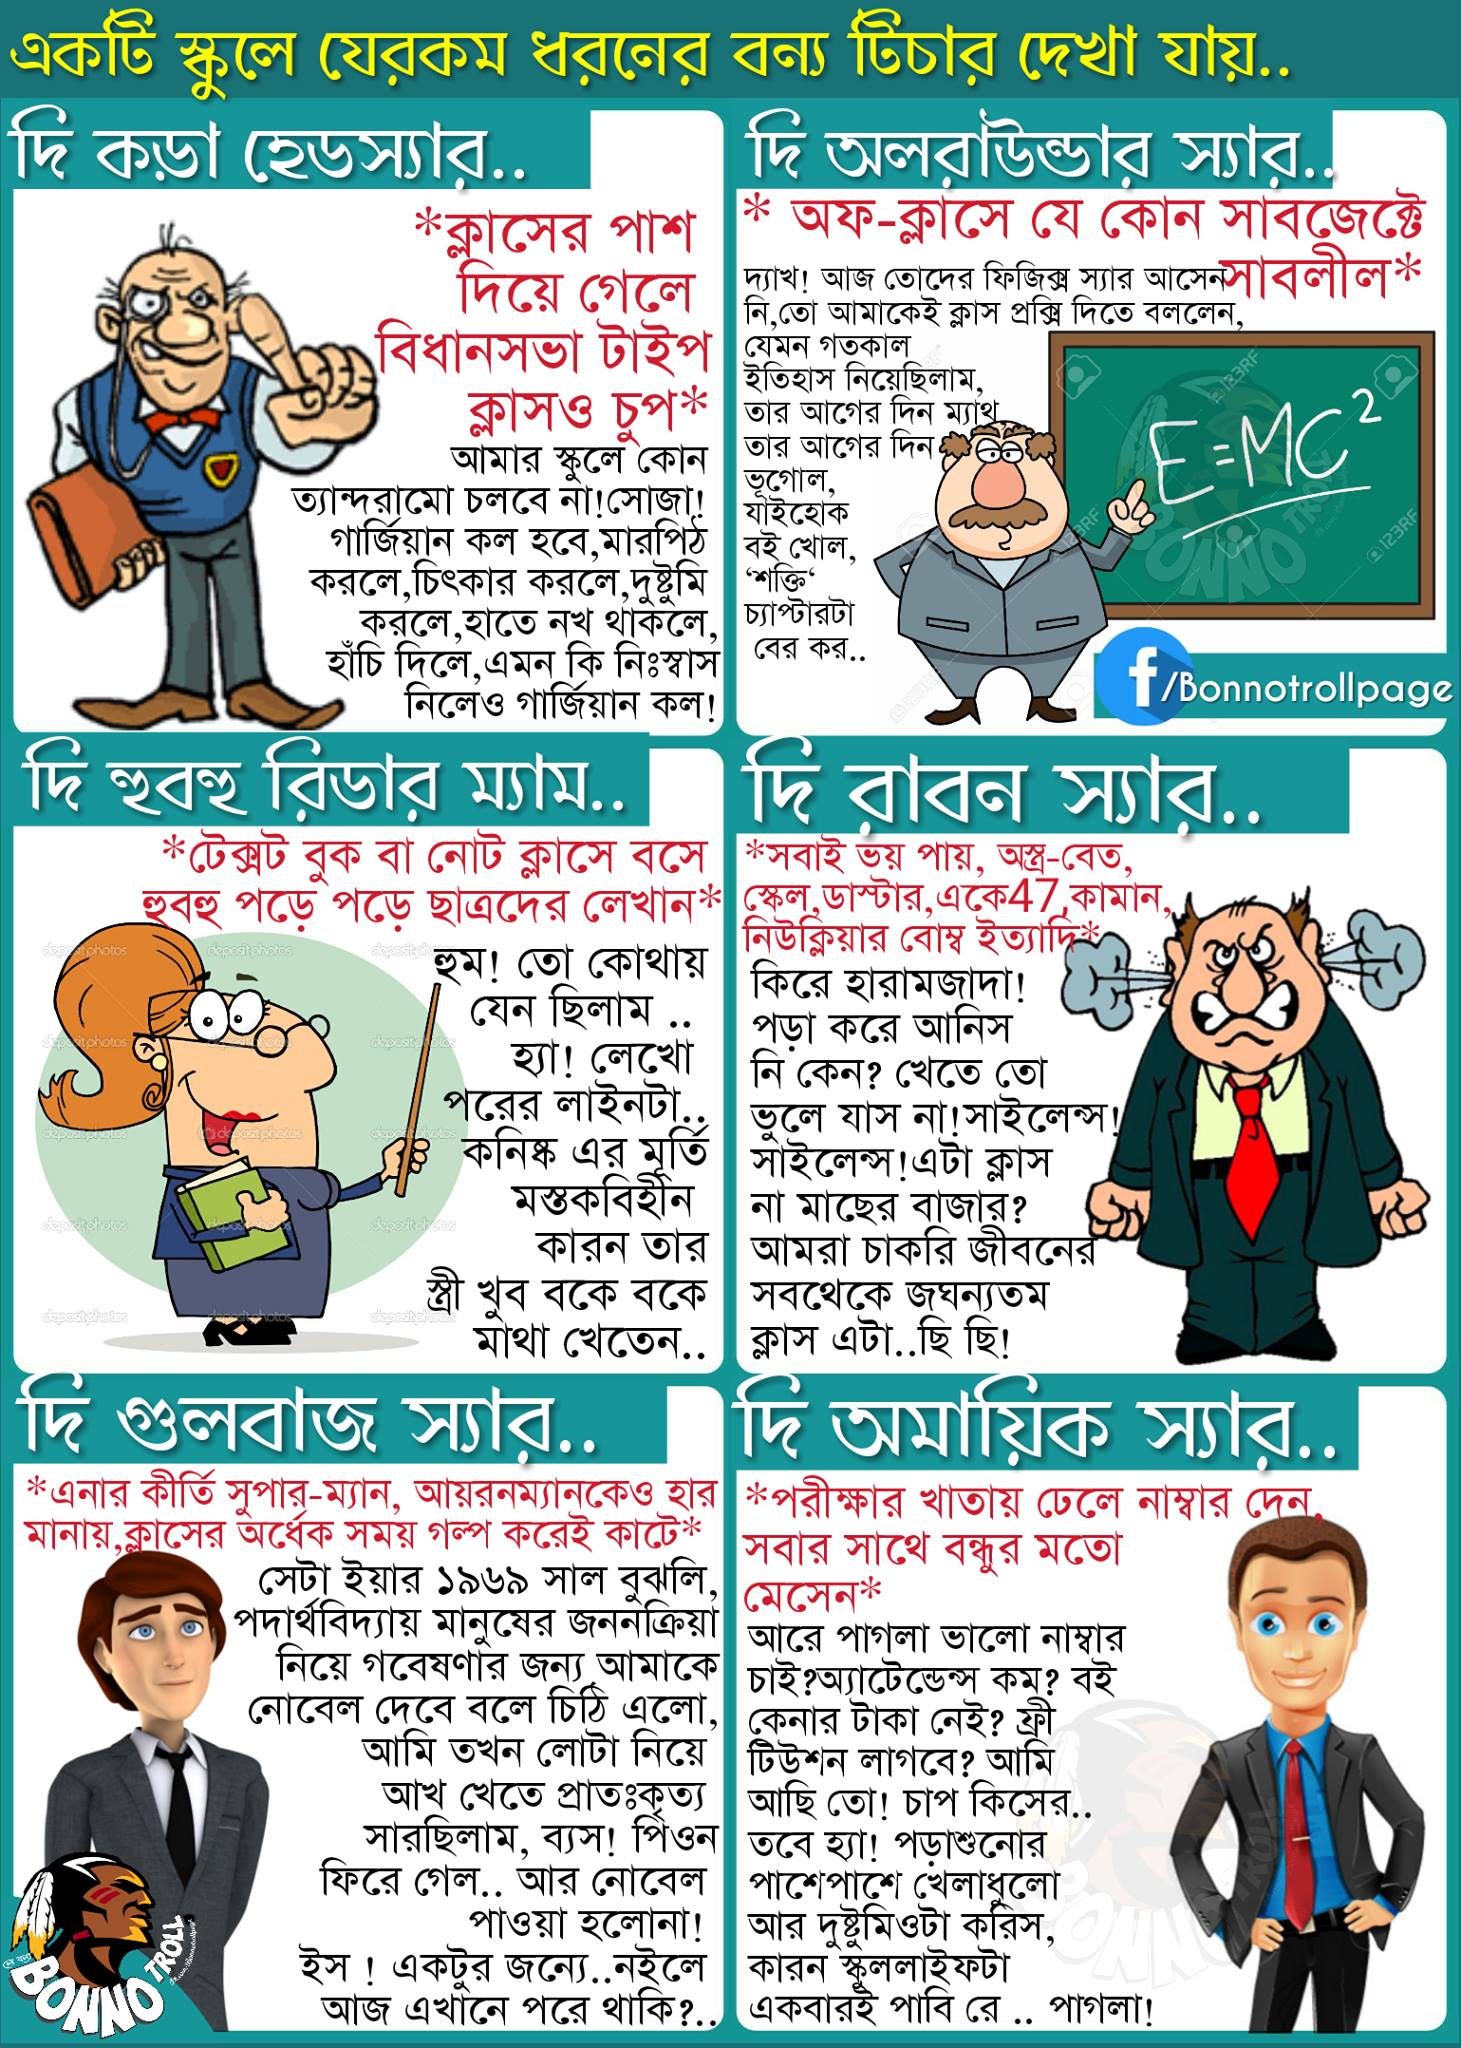 একটি স্কুলে যেরকম ধরনের বন্য টিচার দেখা যায়..
দি কড়া হেডস্যার..
*ক্লাসের পাশ
দিয়ে গেলে
বিধানসভা টাইপ
ক্লাসও চুপ*
আমার স্কুলে কোন
ত্যান্দরামো চলবে না!সোজা!
গার্জিয়ান কল হবে,মারপিঠ
করলে,চিৎকার করলে,দুষ্টুমি
করলে,হাতে নখ থাকলে,
হাঁচি দিলে,এমন কি নিঃস্বাস
নিলেও গার্জিয়ান কল!
দি অলরাউন্ডার স্যার..
* অফ-ক্লাসে যে কোন সাবজেক্টে
সাবলীল*
দ্যাখ! আজ তোদের ফিজিক্স স্যার আসেন
নি,তো আমাকেই ক্লাস প্রক্সি দিতে বললেন,
যেমন গতকাল
ইতিহাস নিয়েছিলাম,
তার আগের দিন ম্যাথ,
তার আগের দিন
ভূগোল,
যাইহোক
বই খোল,
‘শক্তি‘
চ্যাপ্টারটা
বের কর..
E=MC²
f/Bonnotrollpage
দি হুবহু রিডার ম্যাম..
*টেক্সট বুক বা নোট ক্লাসে বসে
হুবহু পড়ে পড়ে ছাত্রদের লেখান*
হুম! তো কোথায়
যেন ছিলাম ..
হ্যা! লেখো
পরের লাইনটা..
কনিষ্ক এর মূর্তি
মস্তকবিহীন
কারন তার
স্ত্রী খুব বকে বকে
মাথা খেতেন..
দি রাবন স্যার..
*সবাই ভয় পায়, অস্ত্র-বেত,
স্কেল,ডাস্টার,একে47,কামান,
নিউক্লিয়ার বোম্ব ইত্যাদি*
কিরে হারামজাদা!
পড়া করে আনিস
নি কেন? খেতে তো
ভুলে যাস না!সাইলেন্স!
সাইলেন্স!এটা ক্লাস
না মাছের বাজার?
আমরা চাকরি জীবনের
সবথেকে জঘন্যতম
ক্লাস এটা..ছি ছি!
দি গুলবাজ স্যার..
*এনার কীর্তি সুপার-ম্যান, আয়রনম্যানকেও হার
মানায়,ক্লাসের অর্ধেক সময় গল্প করেই কাটে*
সেটা ইয়ার ১৯৬৯ সাল বুঝলি,
পদার্থবিদ্যায় মানুষের জননক্রিয়া
নিয়ে গবেষণার জন্য আমাকে
নোবেল দেবে বলে চিঠি এলো,
আমি তখন লোটা নিয়ে
আখ খেতে প্রাতঃকৃত্য
সারছিলাম, ব্যস! পিওন
ফিরে গেল.. আর নোবেল
পাওয়া হলোনা!
ইস ! একটুর জন্যে..নইলে
আজ এখানে পরে থাকি?..
BONNO TROLL
দি অমায়িক স্যার..
*পরীক্ষার খাতায় ঢেলে নাম্বার দেন,
সবার সাথে বন্ধুর মতো
মেসেন*
আরে পাগলা ভালো নাম্বার
চাই?অ্যাটেন্ডেন্স কম? বই
কেনার টাকা নেই? ফ্রী
টিউশন লাগবে? আমি
আছি তো! চাপ কিসের..
তবে হ্যা! পড়াশুনোর
পাশেপাশে খেলাধুলো
আর দুষ্টুমিওটা করিস,
কারন স্কুললাইফটা
একবারই পাবি রে .. পাগলা!